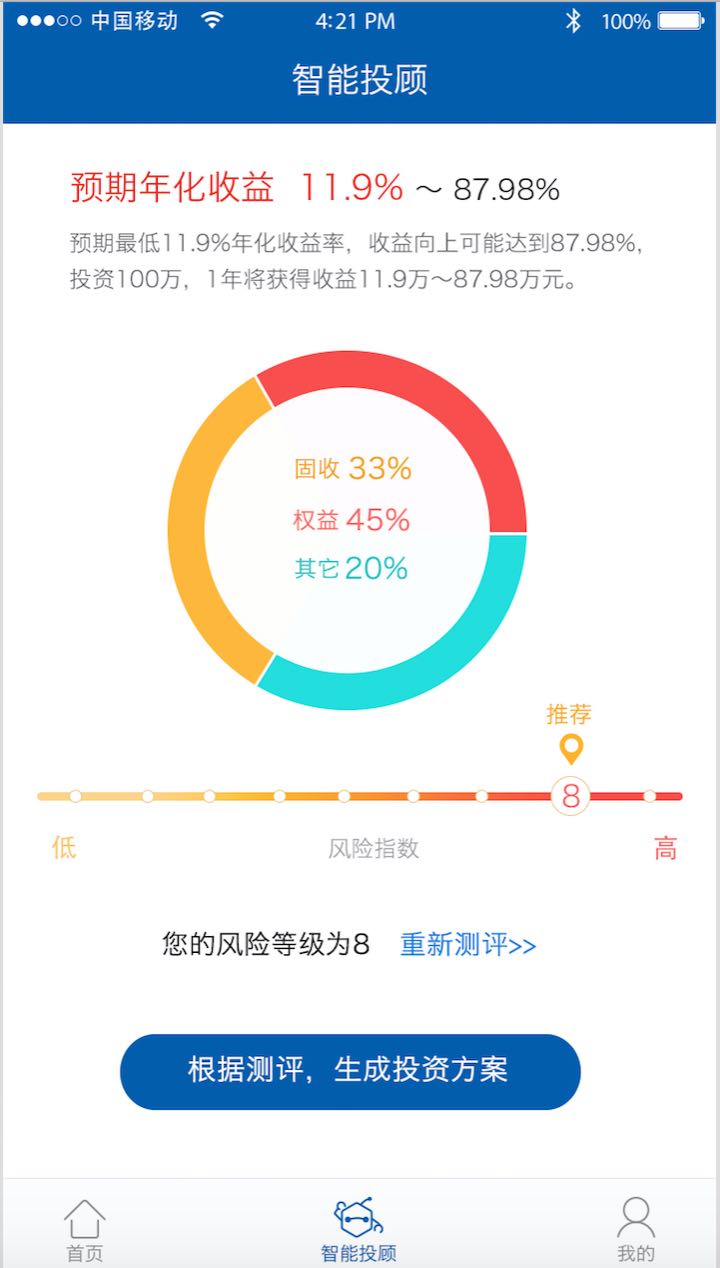 中国移动 4:21 PM 100%
智能投顾
预期年化收益 11.9% ～ 87.98%
预期最低11.9%年化收益率，收益向上可能达到87.98%，
投资100万，1年将获得收益11.9万～87.98万元。
固收 33%
权益 45%
其它 20%
推荐
8
低 风险指数 高
您的风险等级为8 重新测评>>
根据测评，生成投资方案
首页 智能投顾 我的